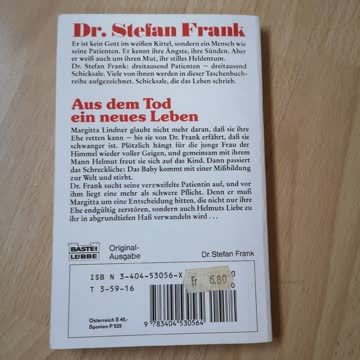 Dr. Stefan Frank
Er ist kein Gott im weißen Kittel, sondern ein Mensch wie
seine Patienten. Er kennt ihre Ängste, ihre Sünden. Aber
er weiß auch um ihren Mut, ihr stilles Heldentum.
Dr. Stefan Frank: dreitausend Patienten – dreitausend
Schicksale. Viele von ihnen werden in dieser Taschenbuch-
reihe aufgezeichnet. Schicksale, die das Leben schrieb.
Aus dem Tod
ein neues Leben
Margitta Lindner glaubt nicht mehr daran, daß sie ihre
Ehe retten kann – bis sie von Dr. Frank erfährt, daß sie
schwanger ist. Plötzlich hängt für die junge Frau der
Himmel wieder voller Geigen, und gemeinsam mit ihrem
Mann Helmut freut sie sich auf das Kind. Dann passiert
das Schreckliche: Das Baby kommt mit einer Mißbildung
zur Welt und stirbt.
Dr. Frank sucht seine verzweifelte Patientin auf, und vor
ihm liegt eine mehr als schwere Pflicht. Denn er muß
Margitta um eine Entscheidung bitten, die nicht nur ihre
Ehe endgültig zerstören, sondern auch Helmuts Liebe zu
ihr in abgrundtiefen Haß verwandeln wird . . .
BASTEI
LÜBBE
Original-
Ausgabe
Dr. Stefan Frank
ISBN 3-404-53056-X
T 3-59-16
Fr 6.80
Österreich S 45,-
Spanien P 525
9 783404 530564